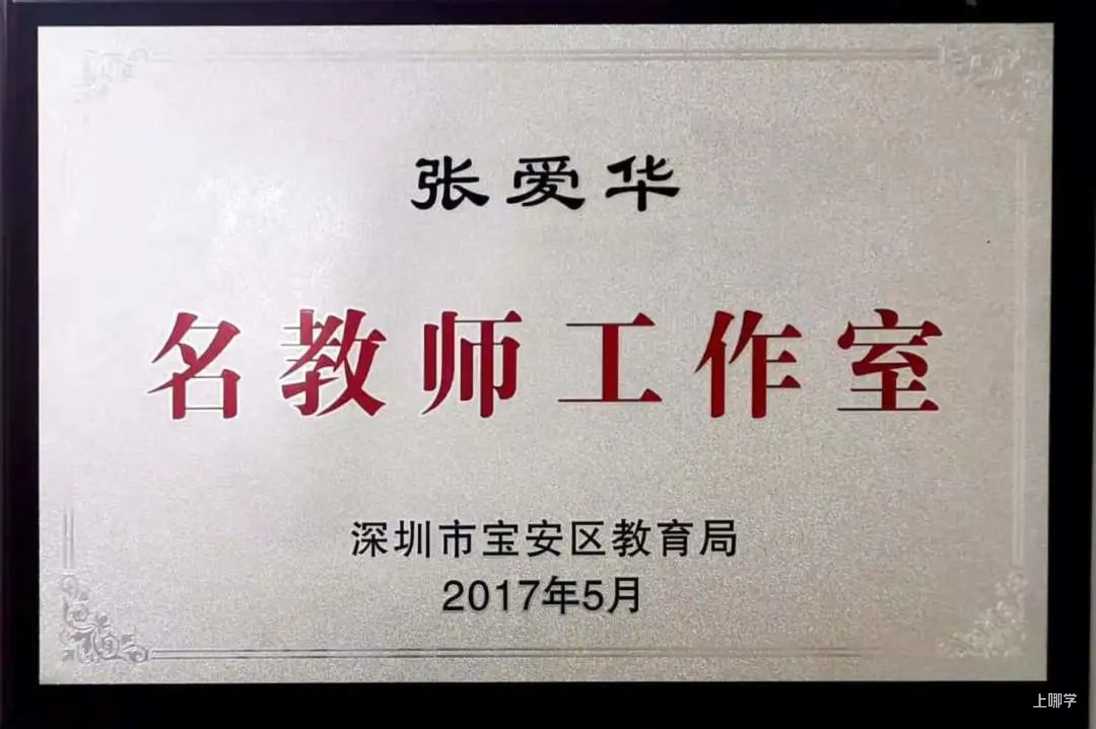 张爱华
名教师工作室
深圳市宝安区教育局
2017年5月
上哪学